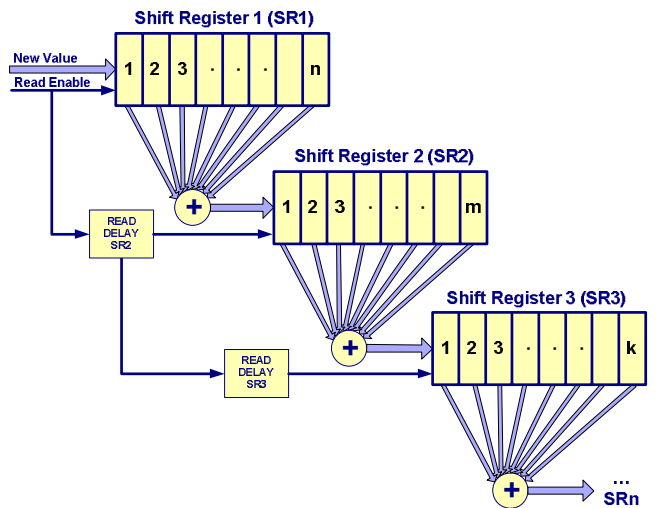 Shift Register 1 (SR1)
New Value
Read Enable
1 2 3 . . . n
+
Shift Register 2 (SR2)
1 2 3 . . . m
READ
DELAY
SR2
+
Shift Register 3 (SR3)
1 2 3 . . . k
READ
DELAY
SR3
+
...
SRn